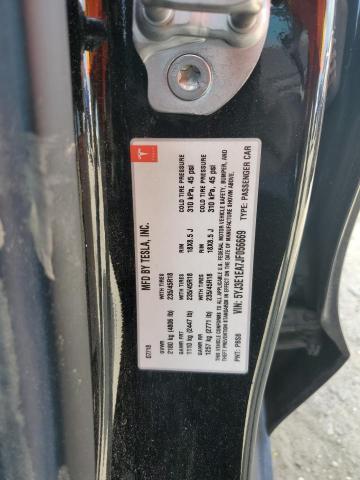 MFD BY TESLA, INC.
07/18
GVWR
2180 kg (4806 lb)
WITH TIRES
235/45R18
RIM
18X8.5 J
COLD TIRE PRESSURE
310 kPa, 45 psi
GAWR FRT
1110 kg (2447 lb)
WITH TIRES
235/45R18
RIM
18X8.5 J
COLD TIRE PRESSURE
310 kPa, 45 psi
GAWR RR
1257 kg (2771 lb)
THIS VEHICLE CONFORMS TO ALL APPLICABLE U.S. FEDERAL MOTOR VEHICLE SAFETY, BUMPER, AND
THEFT PREVENTION STANDARDS IN EFFECT ON THE DATE OF MANUFACTURE SHOWN ABOVE.
VIN: 5YJ3E1EA7JF056669
TYPE: PASSENGER CAR
PNT: PBSB